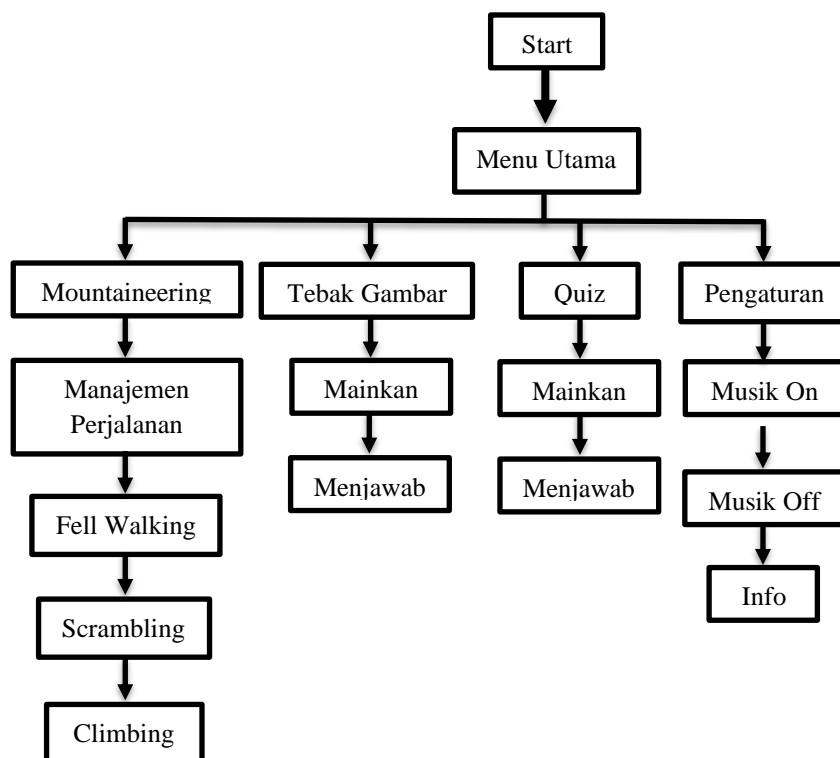 Start
Menu Utama
Mountaineering
Tebak Gambar
Quiz
Pengaturan
Manajemen
Perjalanan
Mainkan
Mainkan
Musik On
Fell Walking
Menjawab
Menjawab
Musik Off
Scrambling
Info
Climbing